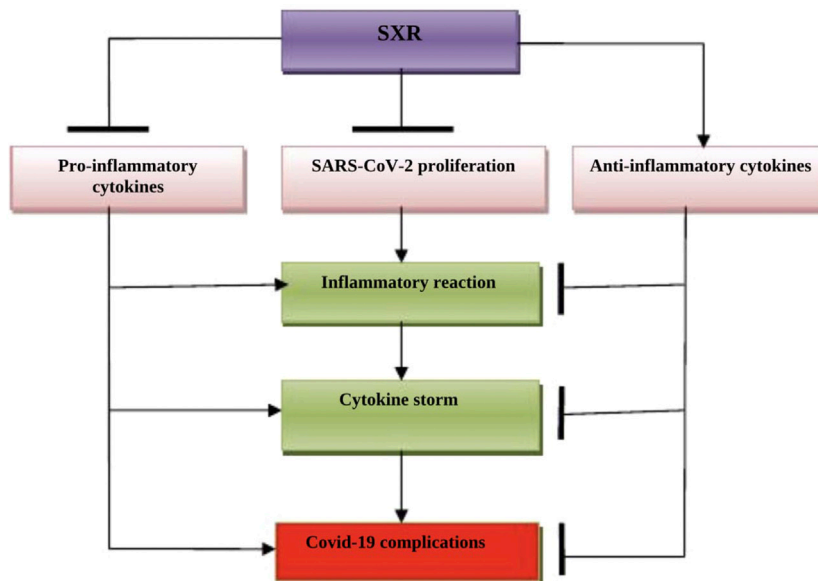 SXR
Pro-inflammatory
cytokines
SARS-CoV-2 proliferation
Anti-inflammatory cytokines
Inflammatory reaction
Cytokine storm
Covid-19 complications